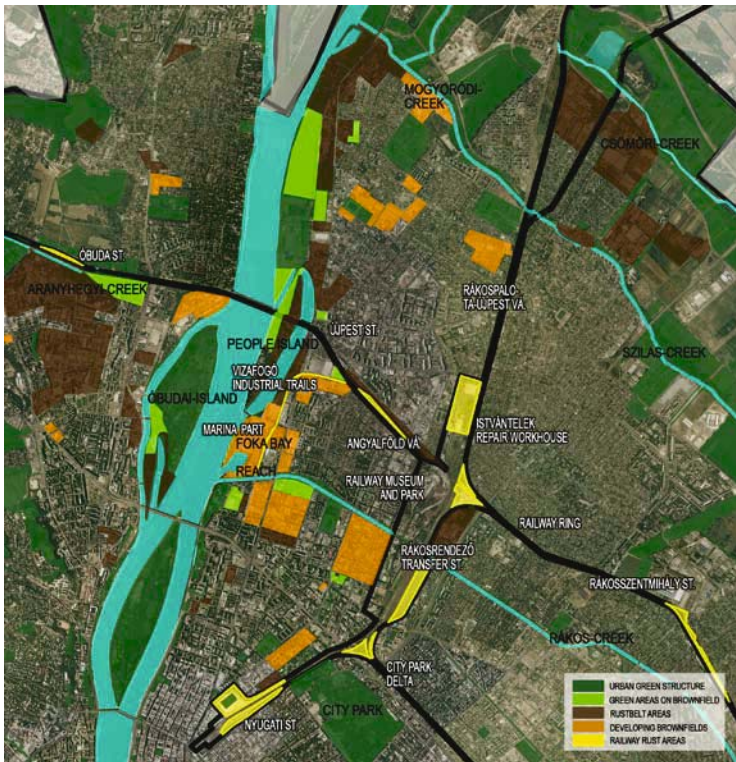 MOGYORÓDI-
CREEK
CSÖMÖRI-CREEK
ÓBUDA ST.
ARANYHEGYI-CREEK
RÁKOSPALO-
TA-ÚJPEST VÁ.
ÚJPEST ST.
PEOPLE ISLAND
SZILAS-CREEK
VIZAFOGÓ
INDUSTRIAL TRAILS
ÓBUDAI-ISLAND
MARINA PART
FOKA BAY
ANGYALFÖLD VÁ.
ISTVÁNTELEK
REPAIR WORKHOUSE
REACH
RAILWAY MUSEUM
AND PARK
RAILWAY RING
RÁKOSRENDEZŐ
TRANSFER ST.
RÁKOSSZENTMIHÁLY ST.
RÁKOS-CREEK
CITY PARK
DELTA
CITY PARK
NYUGATI ST.
URBAN GREEN STRUCTURE
GREEN AREAS ON BROWNFIELD
RUSTBELT AREAS
DEVELOPING BROWNFIELDS
RAILWAY RUST AREAS